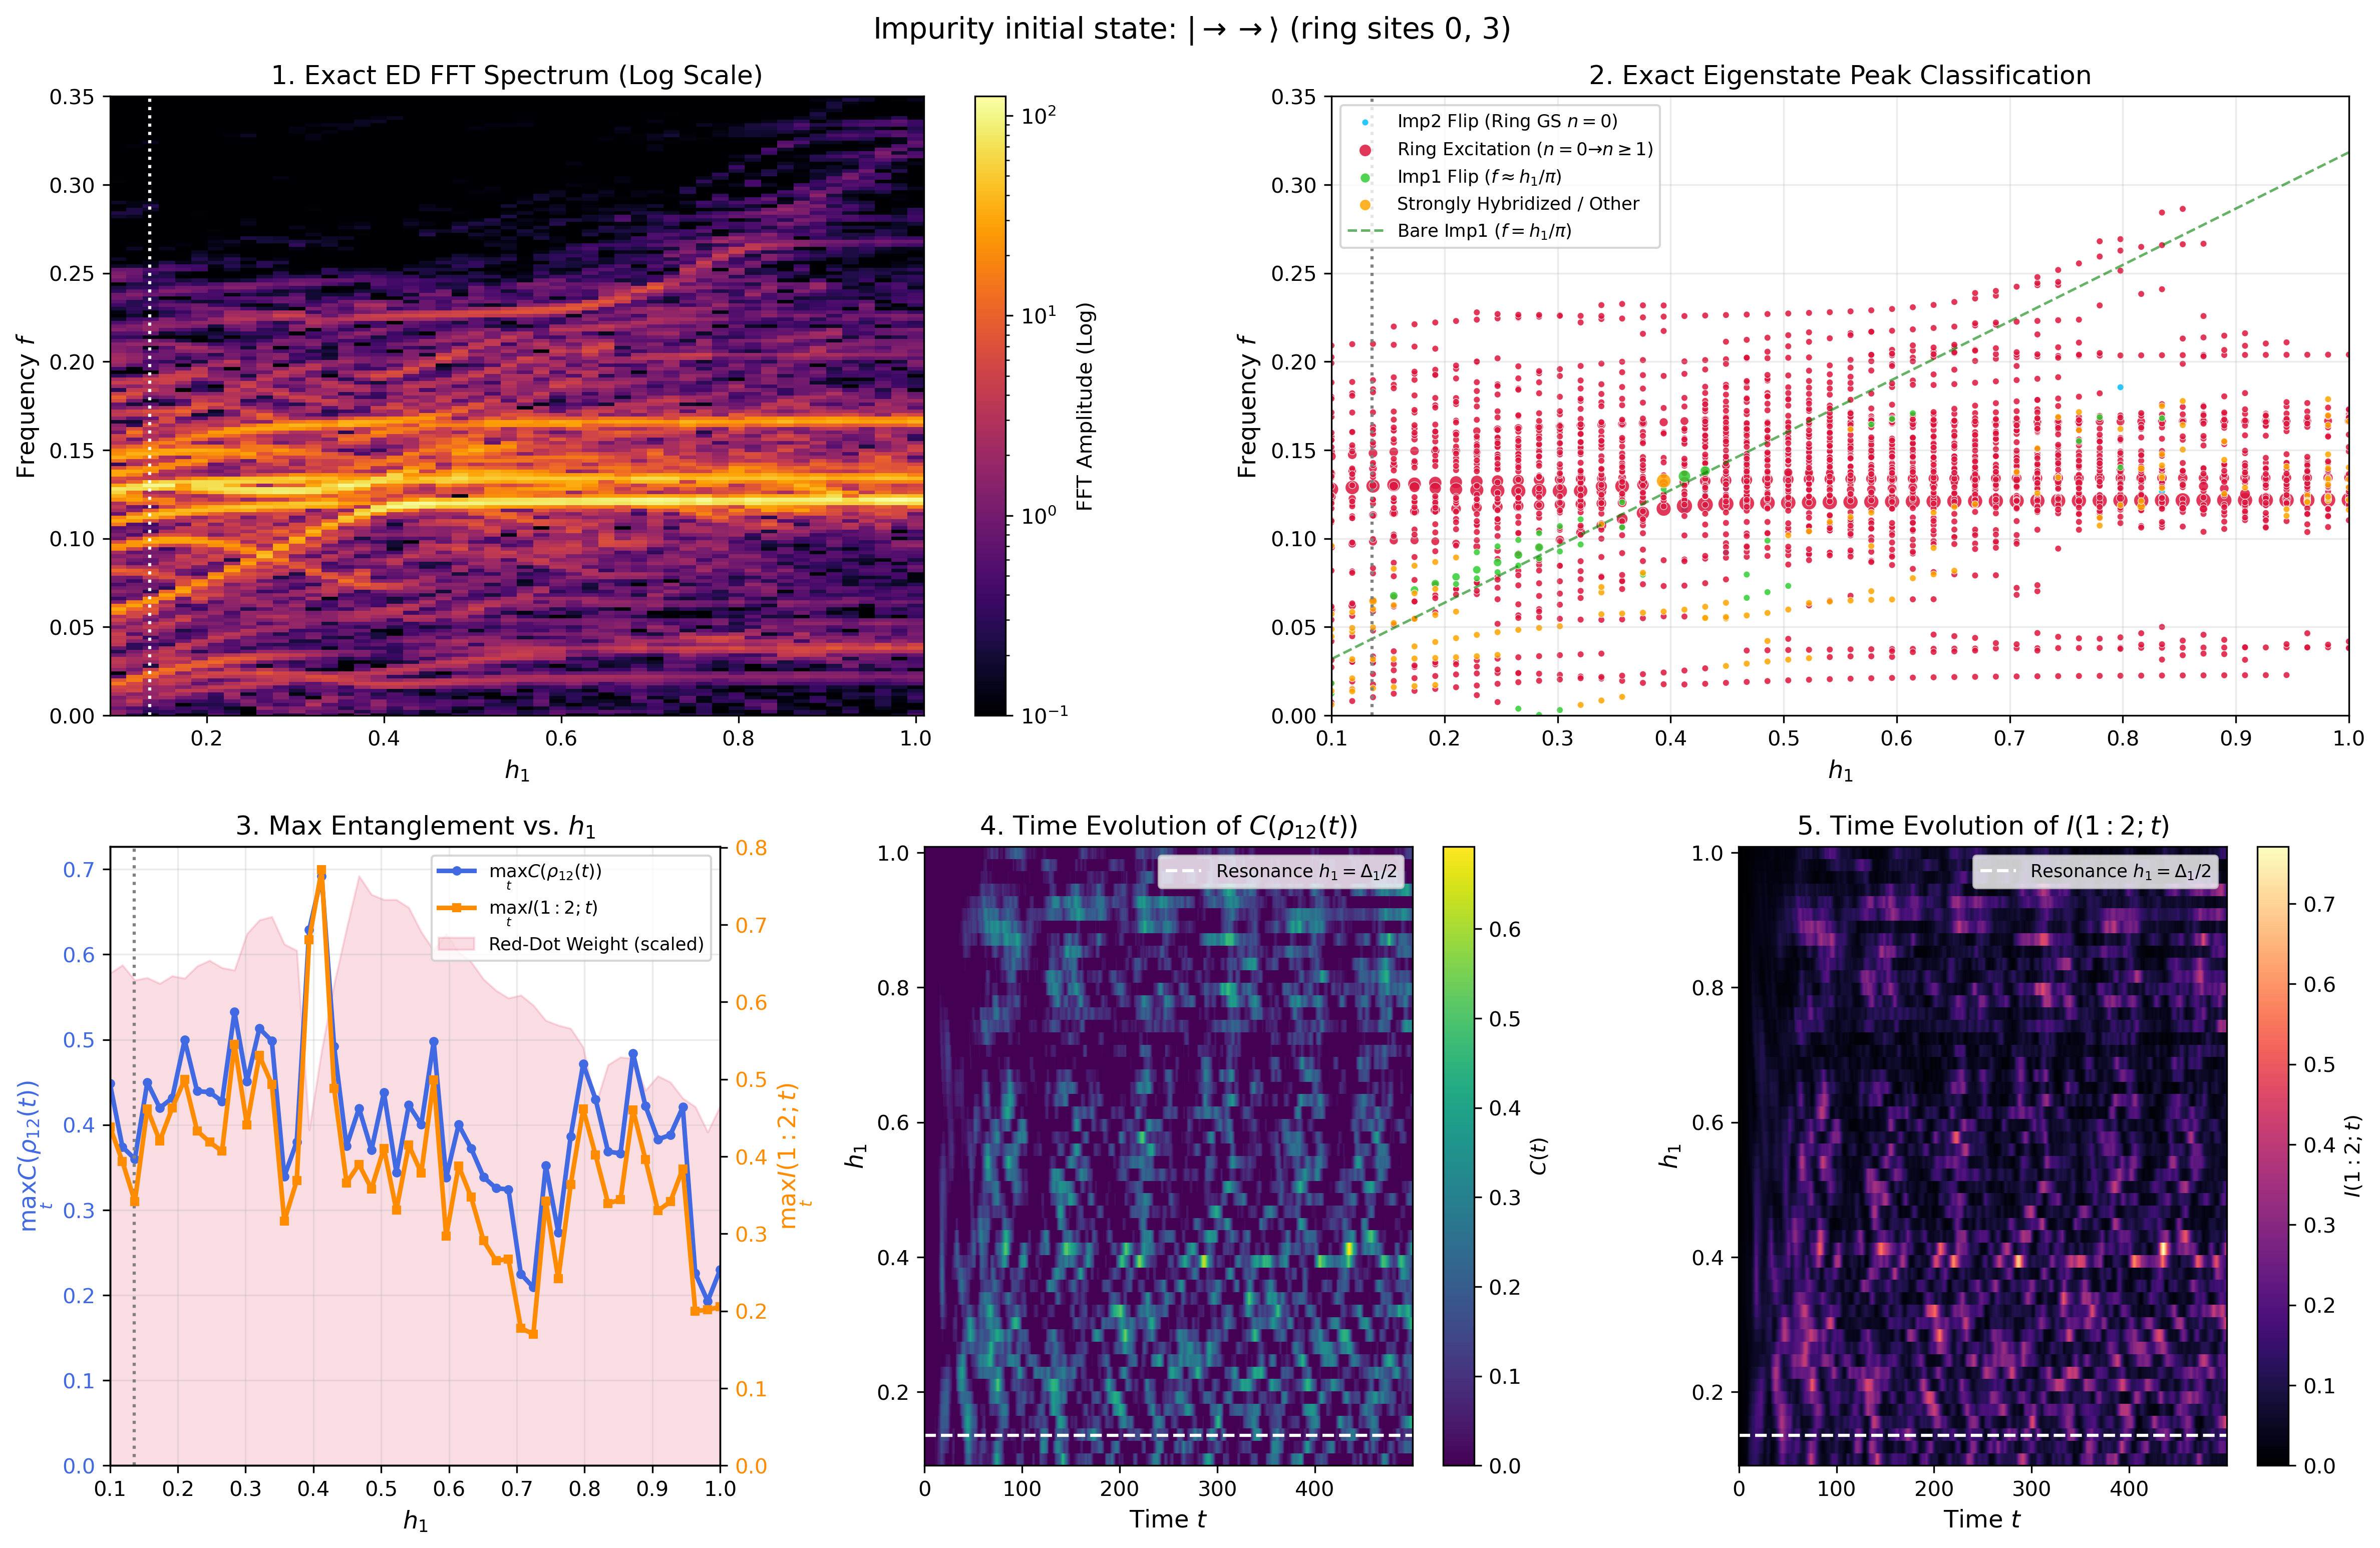 Impurity initial state: |→→⟩ (ring sites 0, 3)
1. Exact ED FFT Spectrum (Log Scale)
Frequency f
0.35
0.30
0.25
0.20
0.15
0.10
0.05
0.00
0.2
0.4
0.6
0.8
1.0
h₁
10²
10¹
10⁰
10⁻¹
FFT Amplitude (Log)
2. Exact Eigenstate Peak Classification
Frequency f
0.35
0.30
0.25
0.20
0.15
0.10
0.05
0.00
Imp2 Flip (Ring GS n = 0)
Ring Excitation (n = 0→n ≥ 1)
Imp1 Flip (f ≈ h₁/π)
Strongly Hybridized / Other
Bare Imp1 (f = h₁/π)
0.1
0.2
0.3
0.4
0.5
0.6
0.7
0.8
0.9
1.0
h₁
3. Max Entanglement vs. h₁
max C(ρ₁₂(t))
t
0.7
0.6
0.5
0.4
0.3
0.2
0.1
0.0
max C(ρ₁₂(t))
t
max I(1 : 2; t)
t
Red-Dot Weight (scaled)
0.8
0.7
0.6
0.5
0.4
0.3
0.2
0.1
0.0
max I(1 : 2; t)
t
0.1
0.2
0.3
0.4
0.5
0.6
0.7
0.8
0.9
1.0
h₁
4. Time Evolution of C(ρ₁₂(t))
h₁
1.0
0.8
0.6
0.4
0.2
Resonance h₁ = Δ₁/2
0
100
200
300
400
Time t
0.6
0.5
0.4
0.3
0.2
0.1
0.0
C(t)
5. Time Evolution of I(1 : 2; t)
h₁
1.0
0.8
0.6
0.4
0.2
Resonance h₁ = Δ₁/2
0
100
200
300
400
Time t
0.7
0.6
0.5
0.4
0.3
0.2
0.1
0.0
I(1 : 2; t)